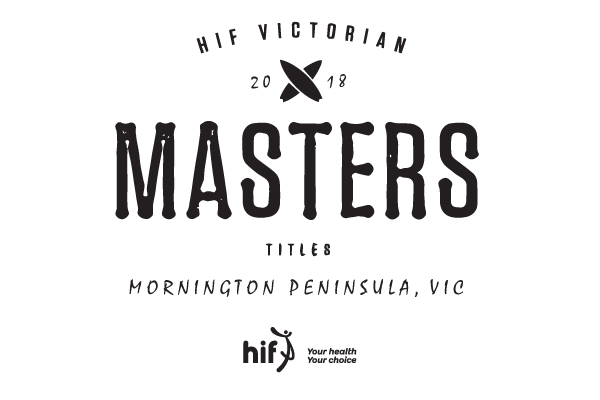 HIF VICTORIAN
20 18
MASTERS
TITLES
MORNINGTON PENINSULA, VIC
hif
Your health
Your choice